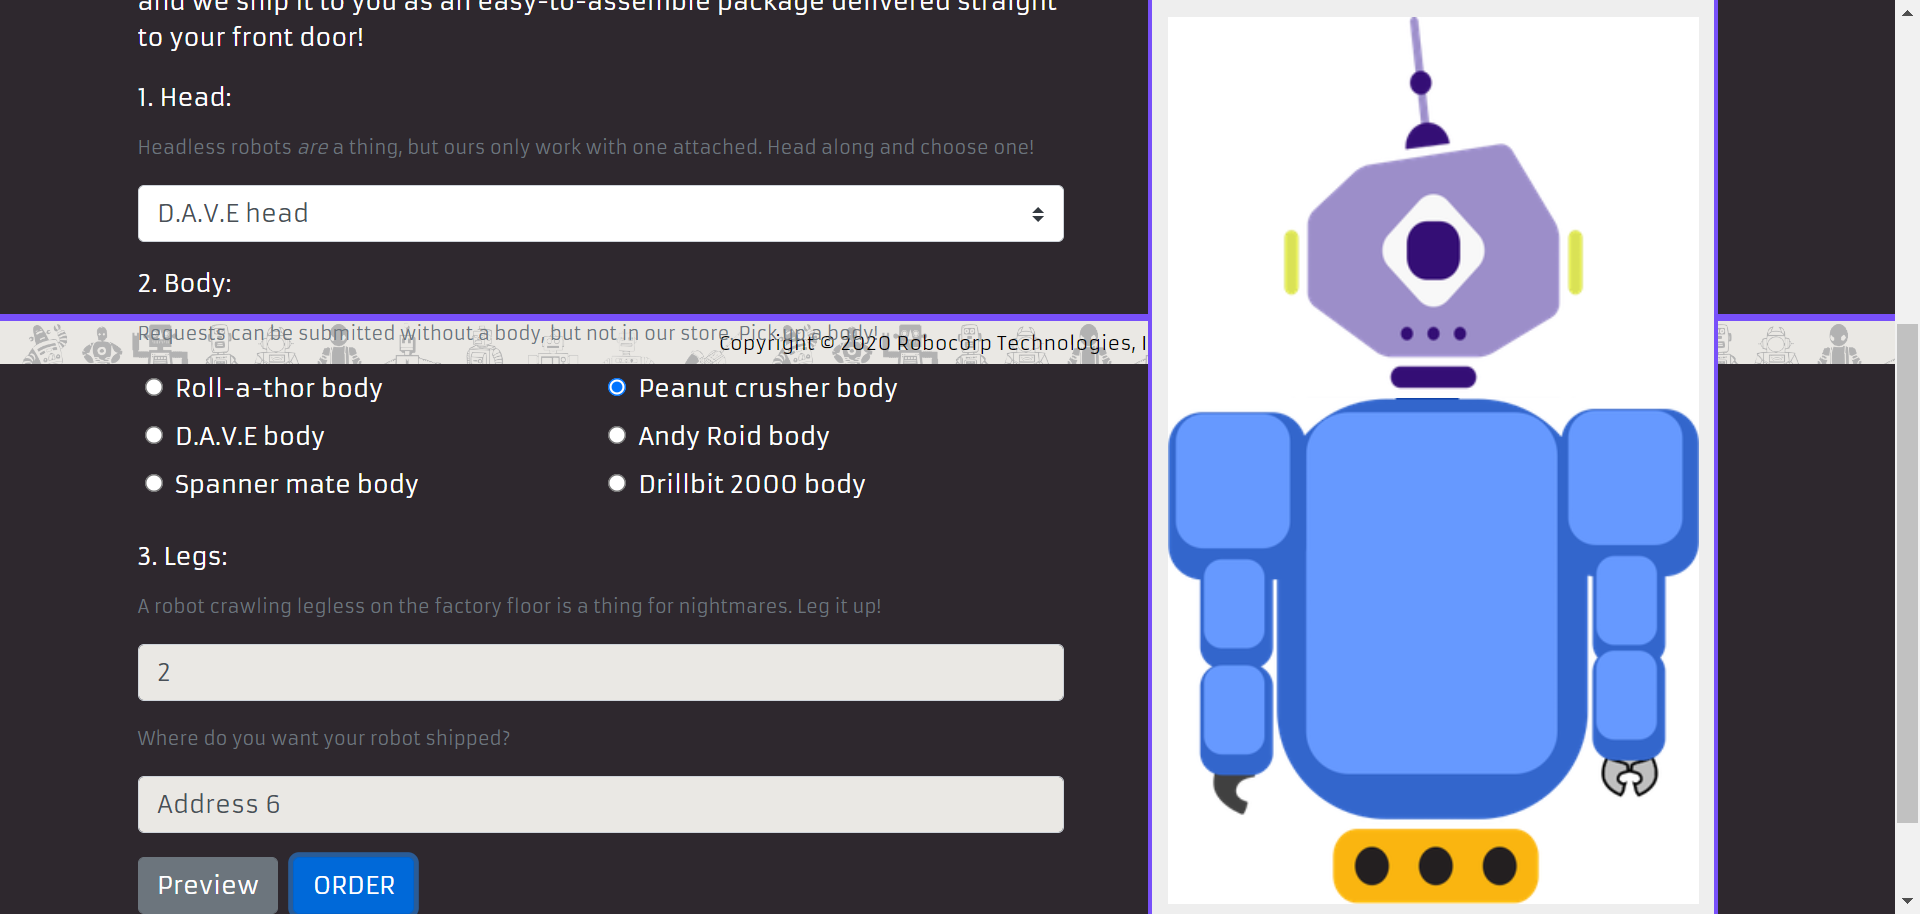 and we ship it to you as an easy-to-assemble package delivered straight
to your front door!
1. Head:
Headless robots are a thing, but ours only work with one attached. Head along and choose one!
D.A.V.E head
2. Body:
Requests can be submitted without a body, but not in our store. Pick up a body!
Copyright © 2020 Robocorp Technologies, I
Roll-a-thor body
Peanut crusher body
D.A.V.E body
Andy Roid body
Spanner mate body
Drillbit 2000 body
3. Legs:
A robot crawling legless on the factory floor is a thing for nightmares. Leg it up!
2
Where do you want your robot shipped?
Address 6
Preview
ORDER